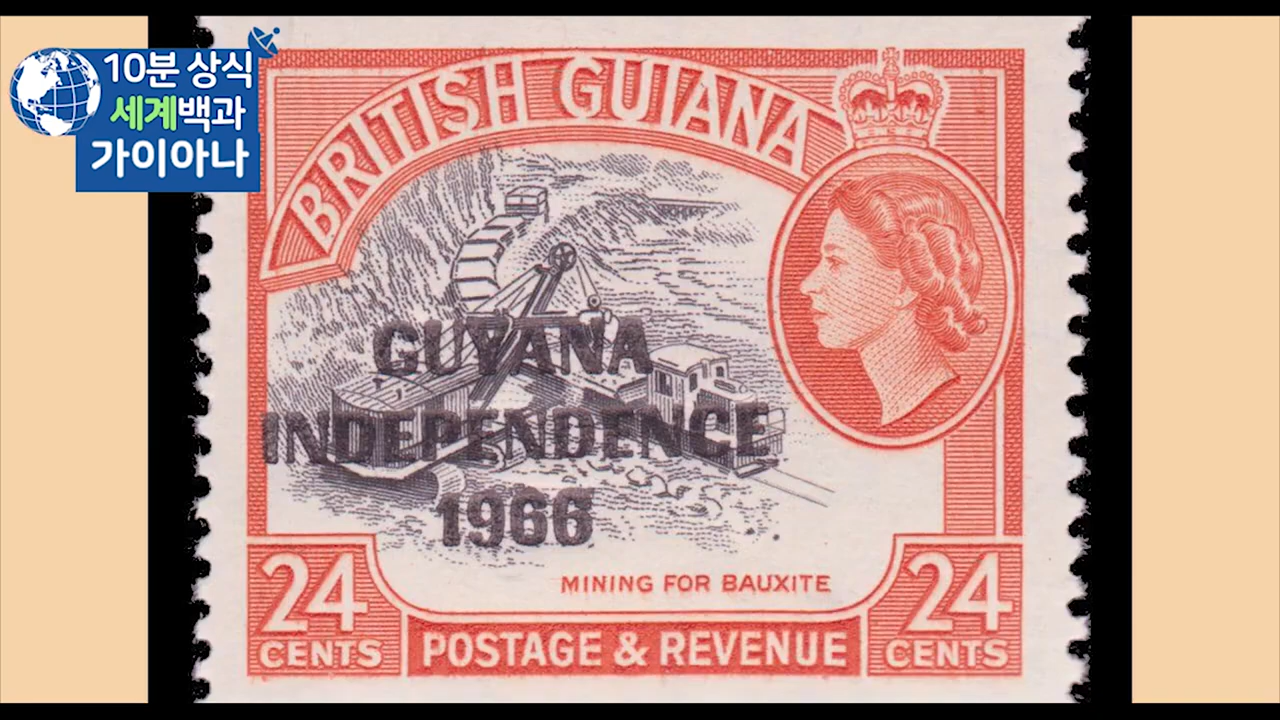 10분 상식
세계백과
가이아나
BRITISH GUIANA
GUYANA
INDEPENDENCE
1966
MINING FOR BAUXITE
24
CENTS
POSTAGE & REVENUE
24
CENTS